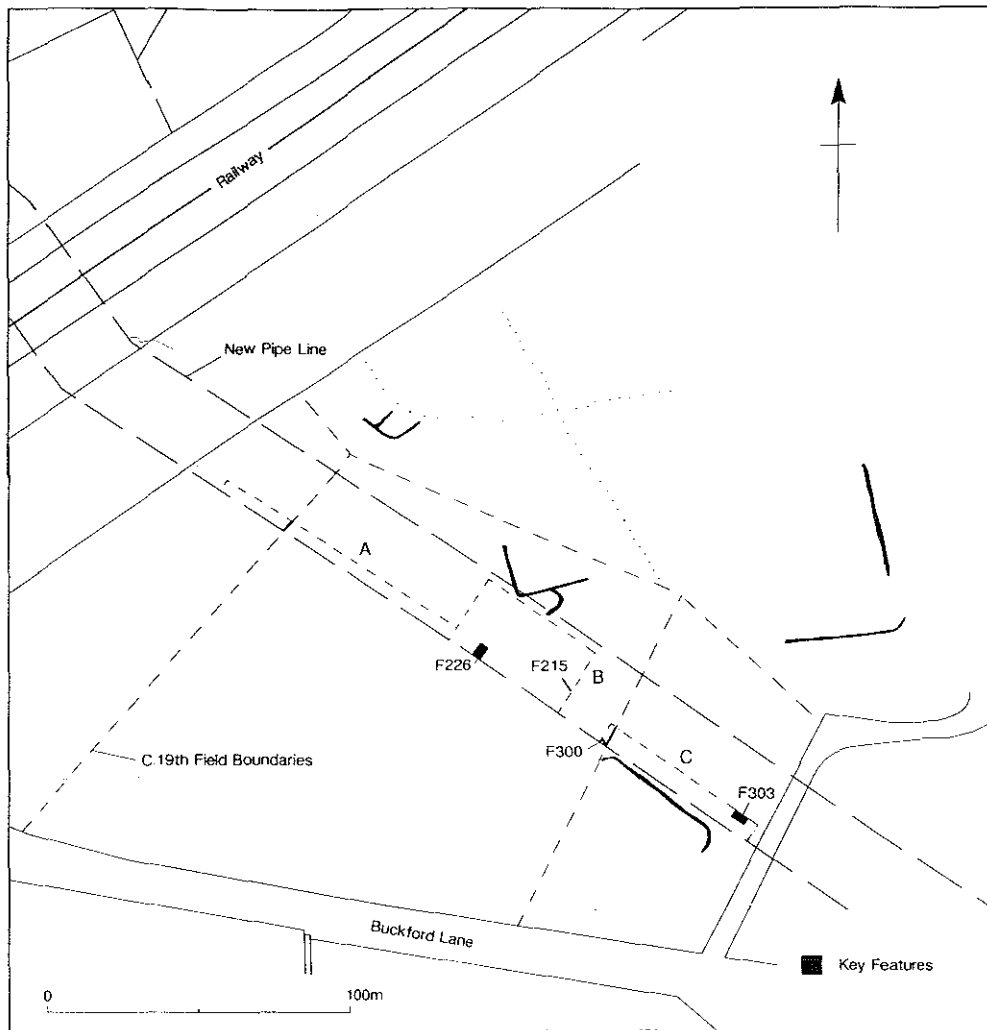 Railway
New Pipe Line
A
F226
F215
B
F300
C
F303
C.19th Field Boundaries
Buckford Lane
Key Features
0 100m